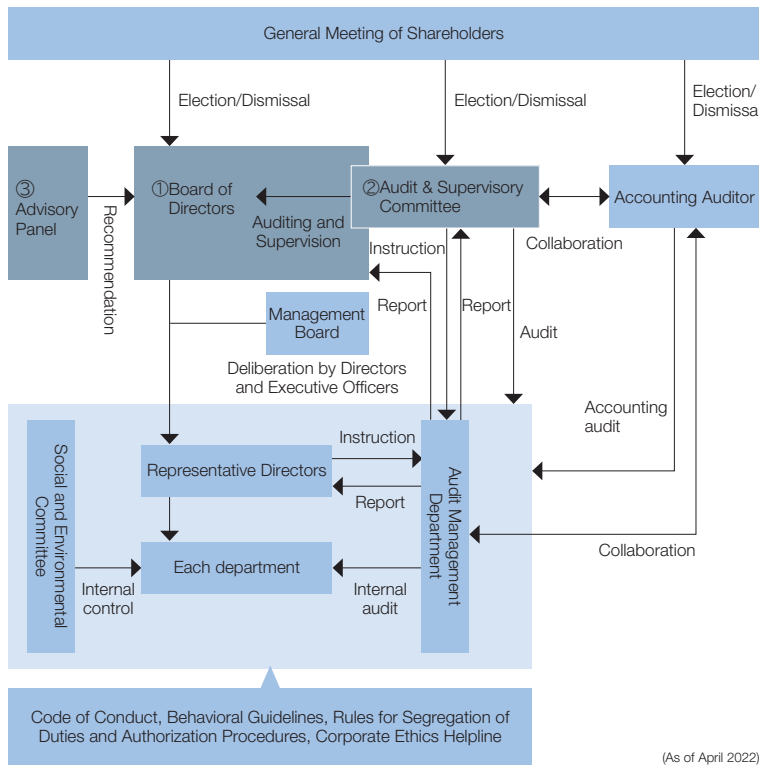 General Meeting of Shareholders
Election/Dismissal
Election/Dismissal
Election/
Dismissa
③
Advisory
Panel
Recommendation
①Board of
Directors
Auditing and
Supervision
②Audit & Supervisory
Committee
Accounting Auditor
Collaboration
Instruction
Report
Report
Audit
Management
Board
Deliberation by Directors
and Executive Officers
Accounting
audit
Social and Environmental
Committee
Representative Directors
Instruction
Report
Audit Management
Department
Collaboration
Each department
Internal
control
Internal
audit
Code of Conduct, Behavioral Guidelines, Rules for Segregation of
Duties and Authorization Procedures, Corporate Ethics Helpline
(As of April 2022)